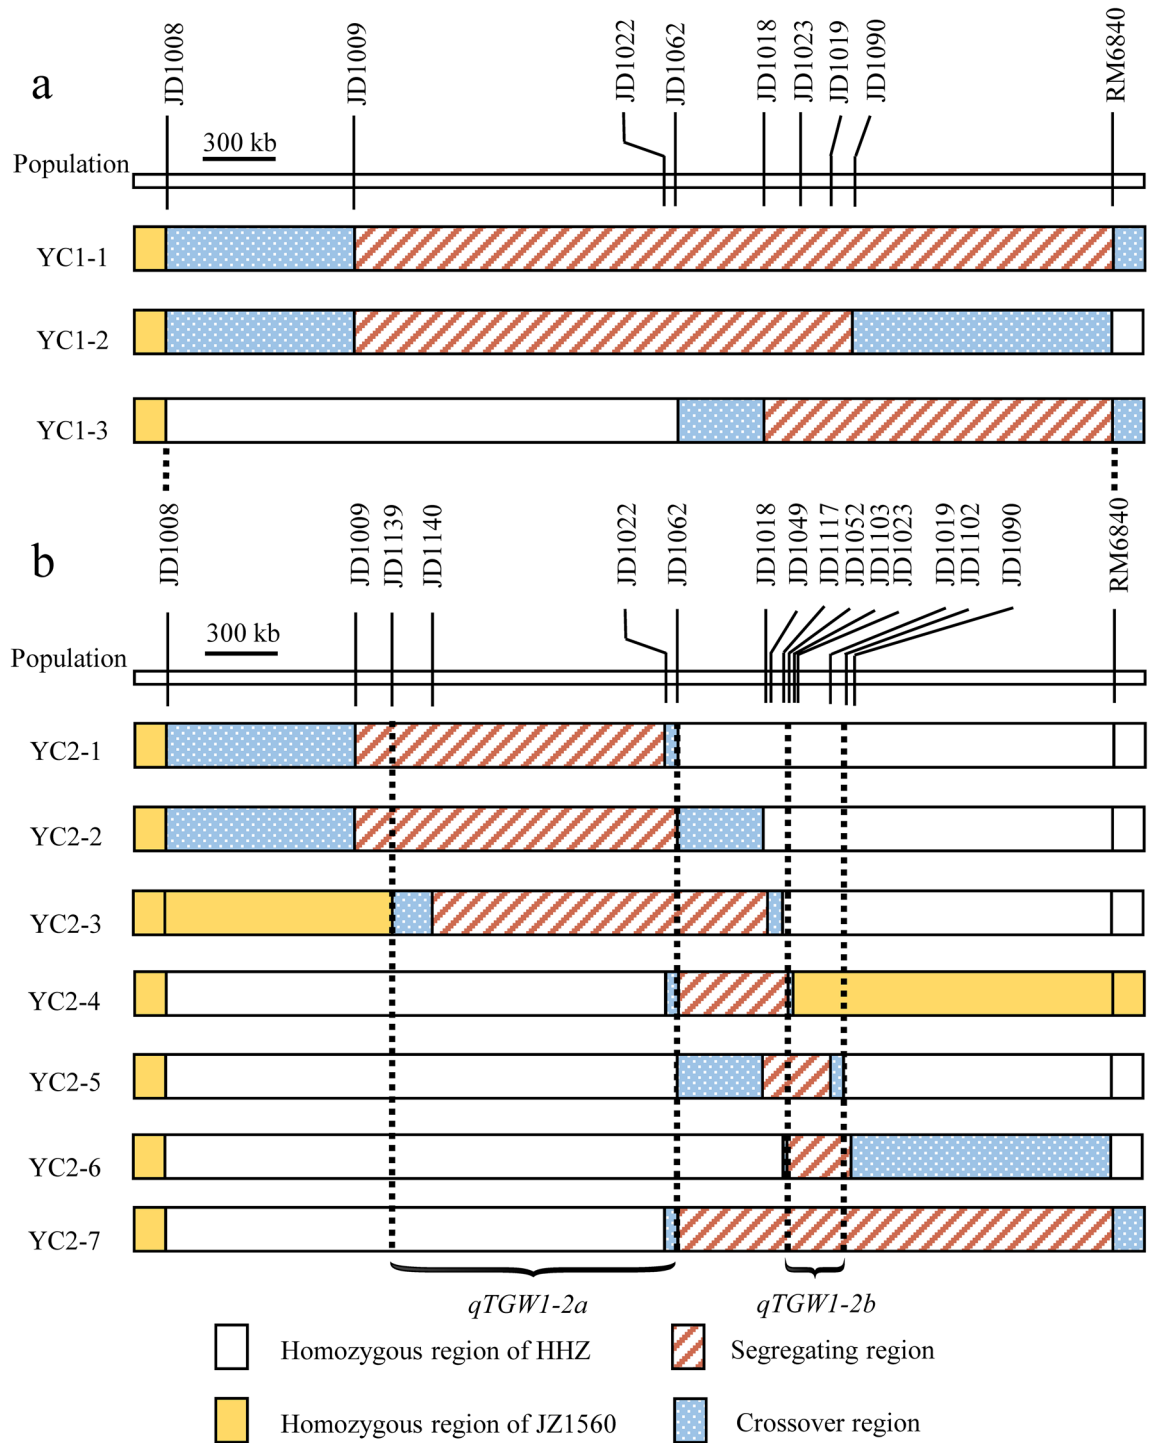 a
JD1008
JD1009
JD1022
JD1062
JD1018
JD1023
JD1019
JD1090
RM6840
300 kb
Population
YC1-1
YC1-2
YC1-3
b
JD1008
JD1009
JD1139
JD1140
JD1022
JD1062
JD1018
JD1049
JD1117
JD1052
JD1103
JD1023
JD1019
JD1102
JD1090
RM6840
300 kb
Population
YC2-1
YC2-2
YC2-3
YC2-4
YC2-5
YC2-6
YC2-7
qTGW1-2a
qTGW1-2b
Homozygous region of HHZ
Segregating region
Homozygous region of JZ1560
Crossover region